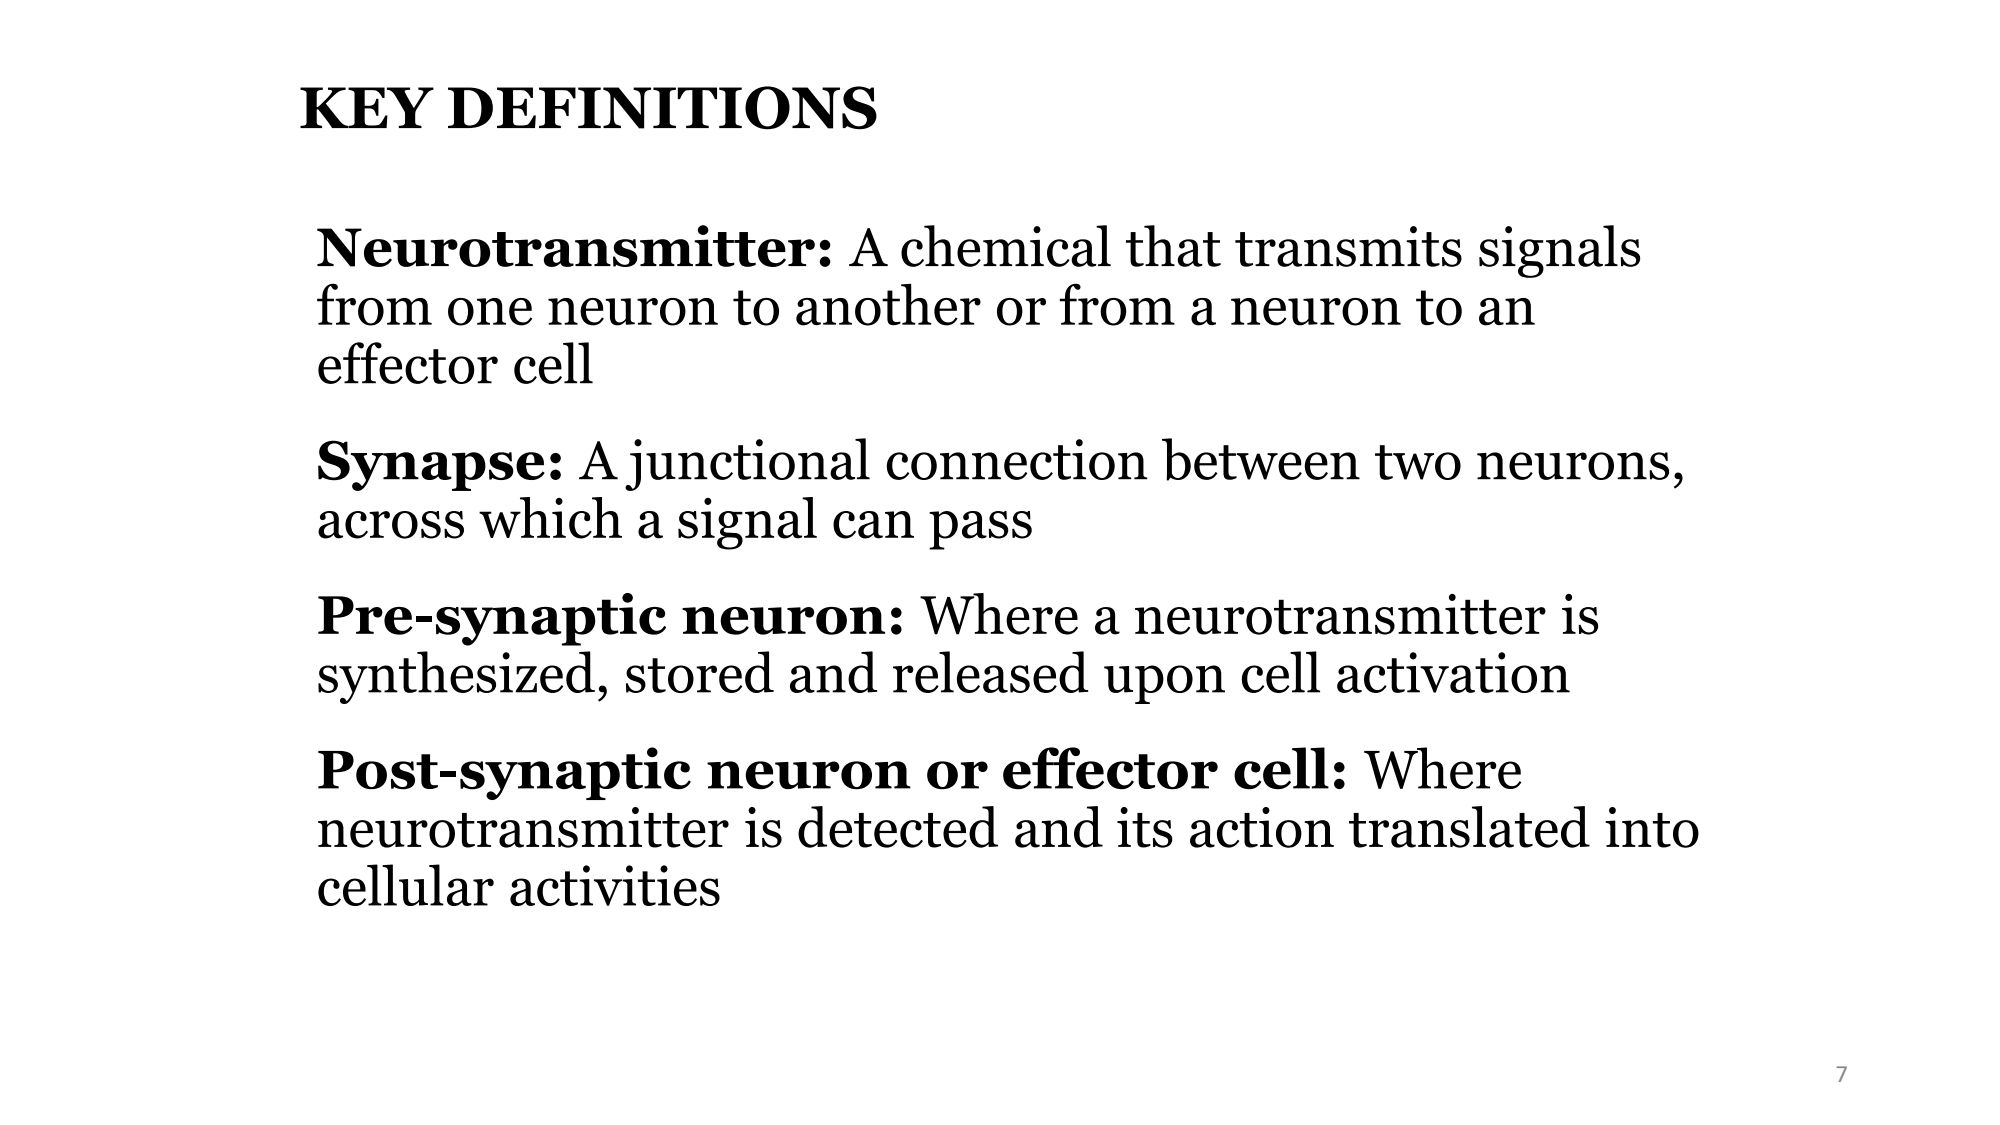 KEY DEFINITIONS
Neurotransmitter: A chemical that transmits signals
from one neuron to another or from a neuron to an
effector cell
Synapse: A junctional connection between two neurons,
across which a signal can pass
Pre-synaptic neuron: Where a neurotransmitter is
synthesized, stored and released upon cell activation
Post-synaptic neuron or effector cell: Where
neurotransmitter is detected and its action translated into
cellular activities
7